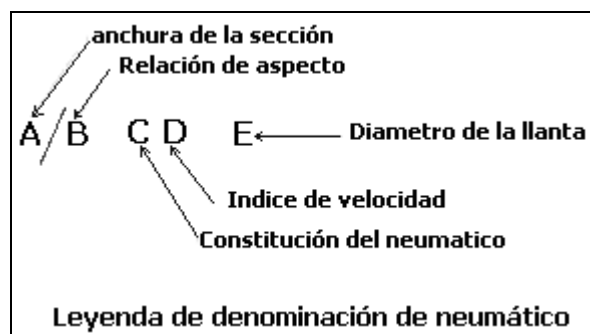 anchura de la sección
Relación de aspecto
A/B C D E
Diametro de la llanta
Indice de velocidad
Constitución del neumatico
Leyenda de denominación de neumático